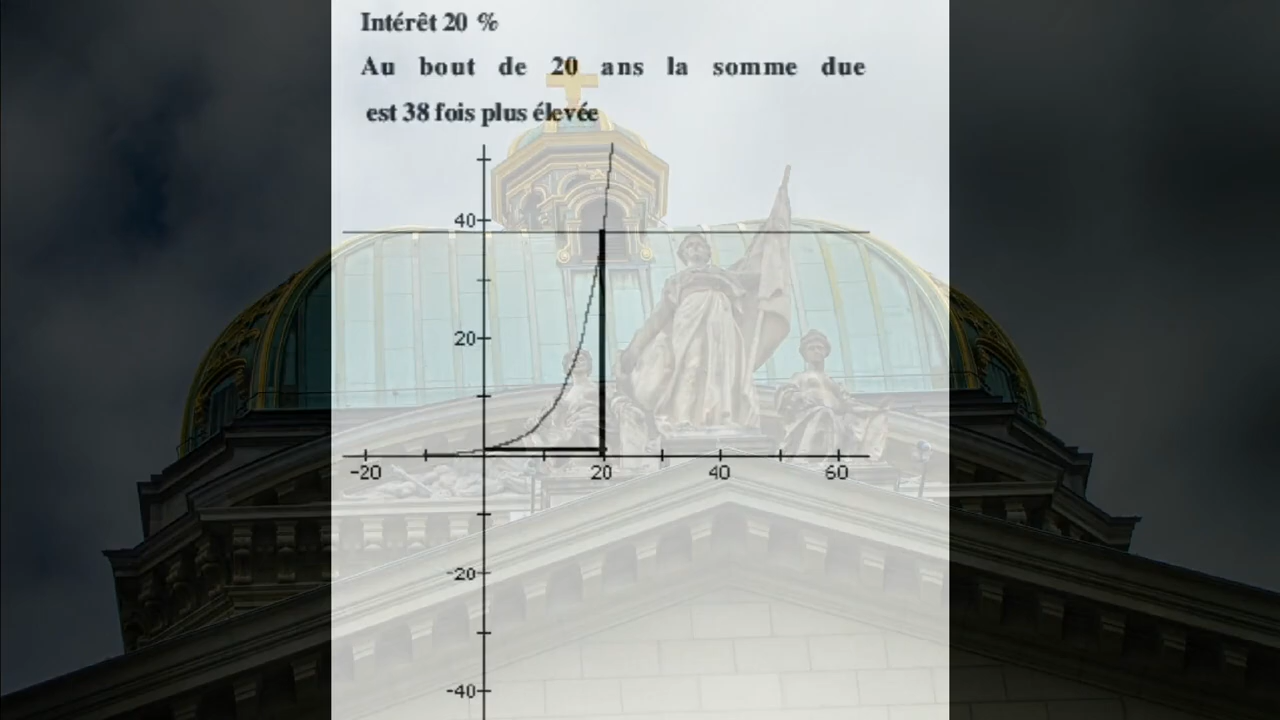 Intérêt 20 %
Au bout de 20 ans la somme due
est 38 fois plus élevée
40
20
-20 20 40 60
-20
-40